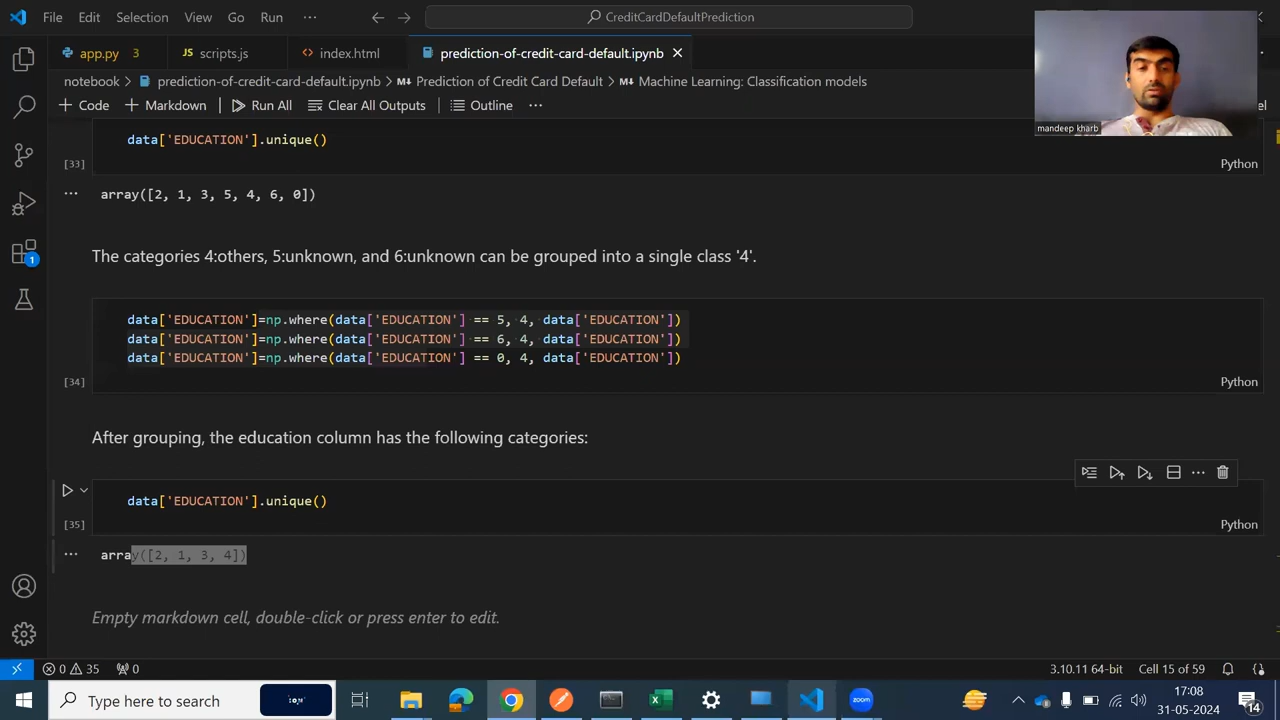 File Edit Selection View Go Run ··· CreditCardDefaultPrediction
app.py 3 JS scripts.js <> index.html prediction-of-credit-card-default.ipynb
notebook > prediction-of-credit-card-default.ipynb > Prediction of Credit Card Default > Machine Learning: Classification models
+ Code + Markdown Run All Clear All Outputs Outline ···
mandeep kharb
data['EDUCATION'].unique()
[33]
Python
array([2, 1, 3, 5, 4, 6, 0])
The categories 4:others, 5:unknown, and 6:unknown can be grouped into a single class '4'.
data['EDUCATION']=np.where(data['EDUCATION'] == 5, 4, data['EDUCATION'])
data['EDUCATION']=np.where(data['EDUCATION'] == 6, 4, data['EDUCATION'])
data['EDUCATION']=np.where(data['EDUCATION'] == 0, 4, data['EDUCATION'])
[34]
Python
After grouping, the education column has the following categories:
data['EDUCATION'].unique()
[35]
Python
array([2, 1, 3, 4])
Empty markdown cell, double-click or press enter to edit.
1
0 35 0 3.10.11 64-bit Cell 15 of 59
Type here to search
17:08
31-05-2024
14